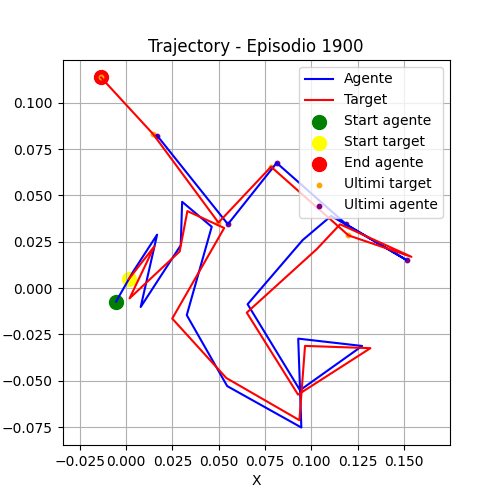 Trajectory - Episodio 1900
Agente
Target
Start agente
Start target
End agente
Ultimi target
Ultimi agente
0.100
0.075
0.050
0.025
0.000
−0.025
−0.050
−0.075
−0.025 0.000 0.025 0.050 0.075 0.100 0.125 0.150
X